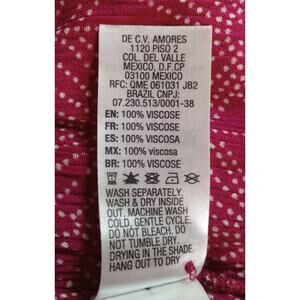 DE C.V. AMORES
1120 PISO 2
COL. DEL VALLE
MEXICO, D.F.CP
03100 MEXICO
RFC: QME 061031 JB2
BRAZIL CNPJ:
07.230.513/0001-38
EN: 100% VISCOSE
FR: 100% VISCOSE
ES: 100% VISCOSA
MX: 100% viscosa
BR: 100% VISCOSE
WASH SEPARATELY.
WASH & DRY INSIDE
OUT. MACHINE WASH
COLD, GENTLE CYCLE.
DO NOT BLEACH. DO
NOT TUMBLE DRY.
DRYING IN THE SHADE.
HANG OUT TO DRY